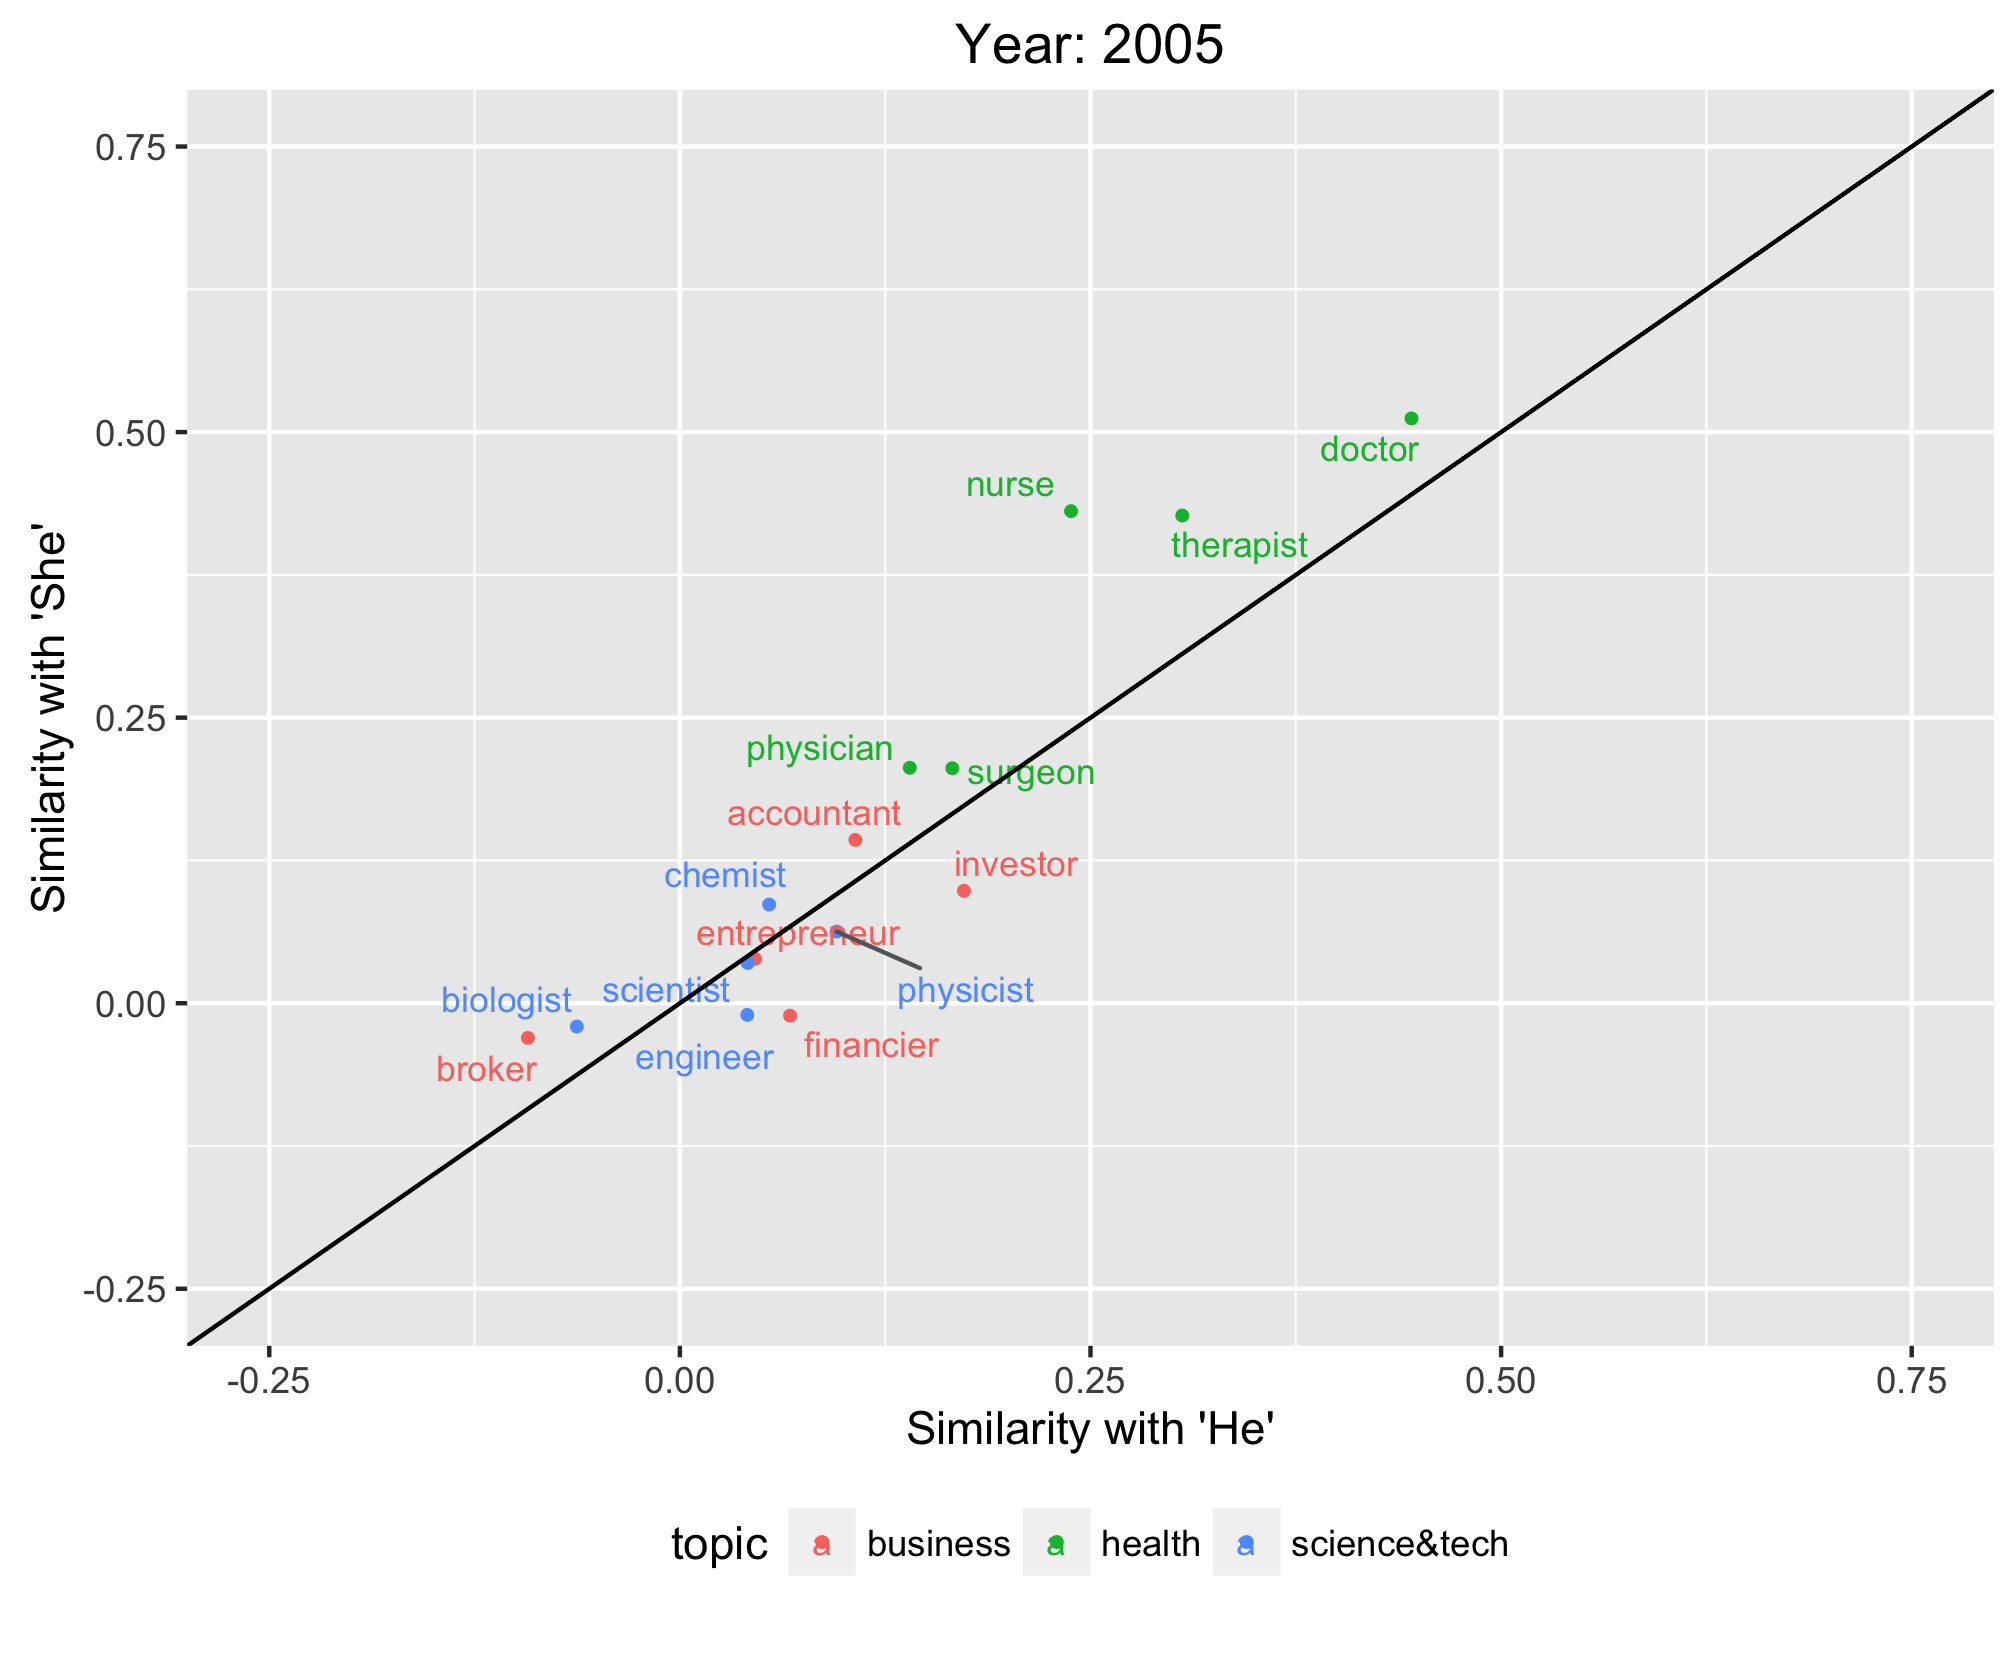 Year: 2005
0.75
0.50
0.25
0.00
-0.25
Similarity with 'She'
doctor
nurse
therapist
physician
surgeon
accountant
investor
chemist
entrepreneur
scientist
physicist
biologist
engineer
financier
broker
-0.25 0.00 0.25 0.50 0.75
Similarity with 'He'
topic a business a health a science&tech